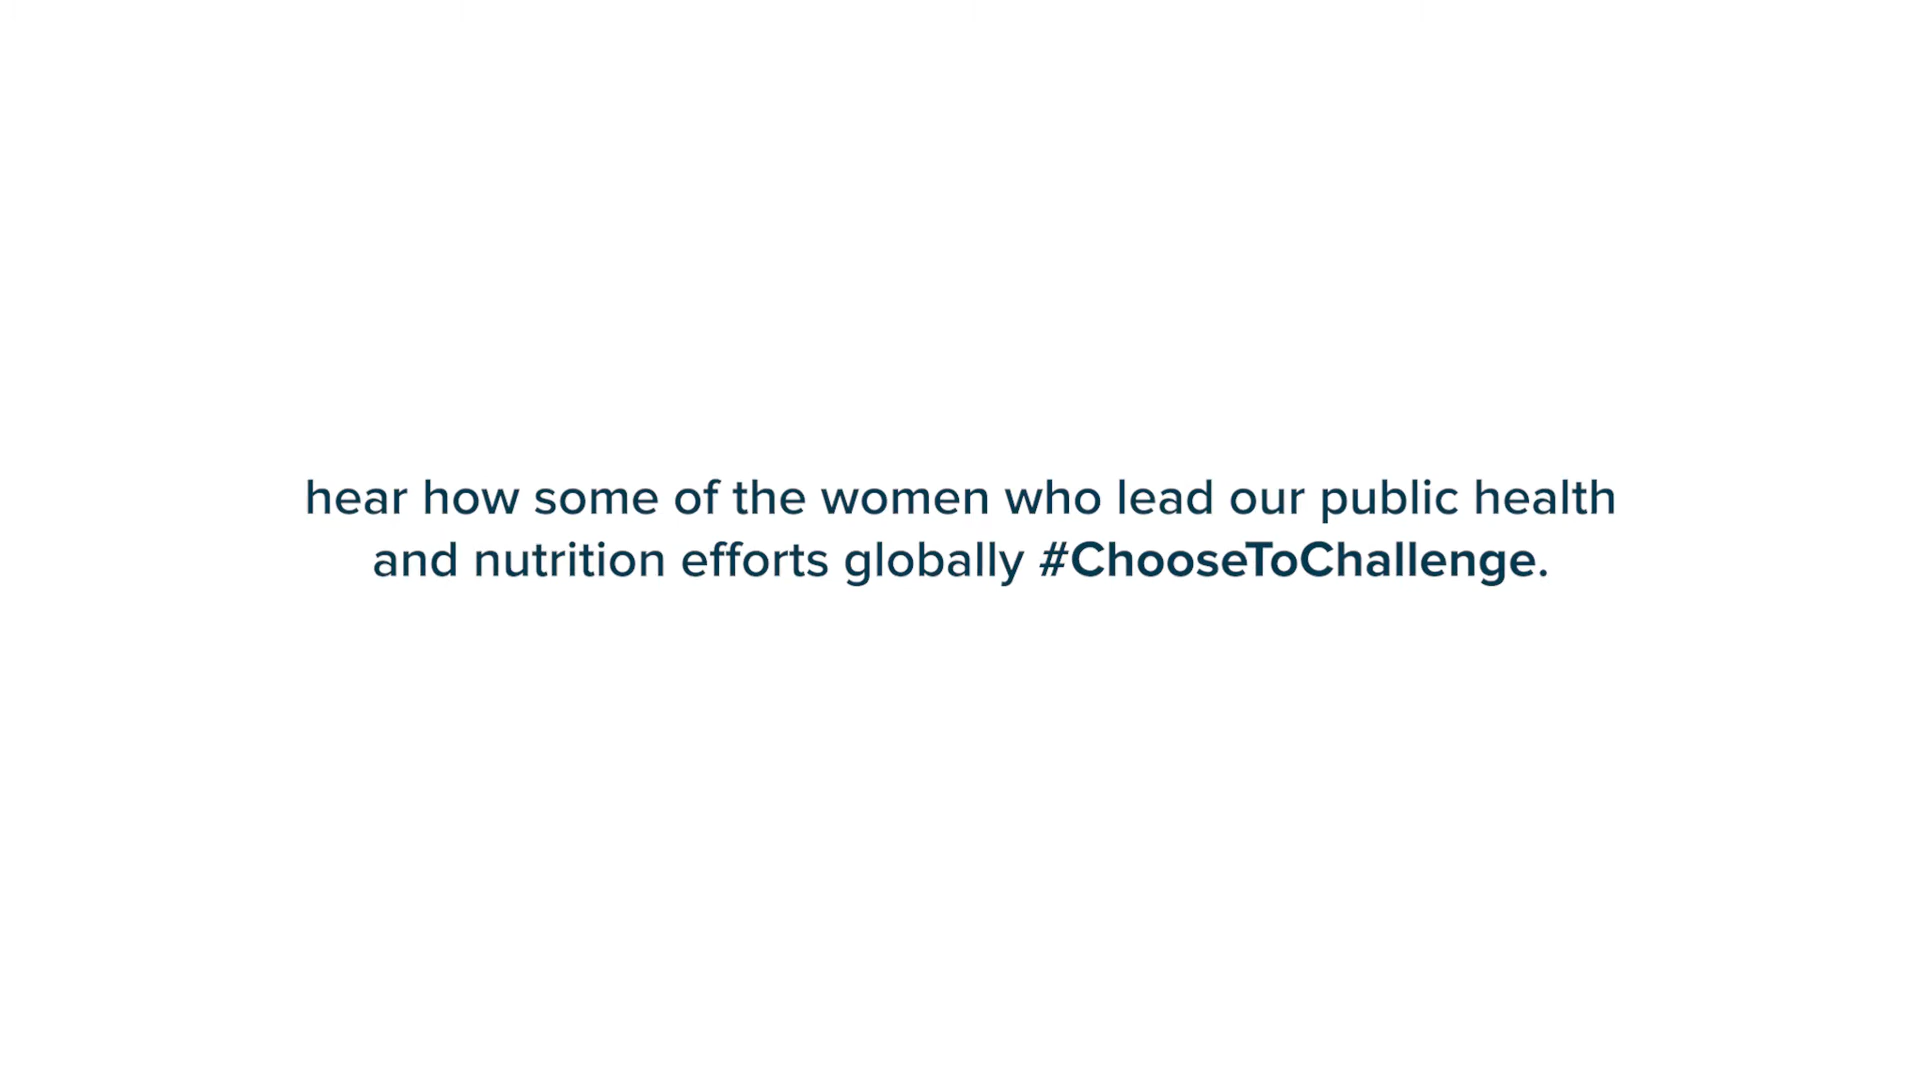 hear how some of the women who lead our public health
and nutrition efforts globally #ChooseToChallenge.